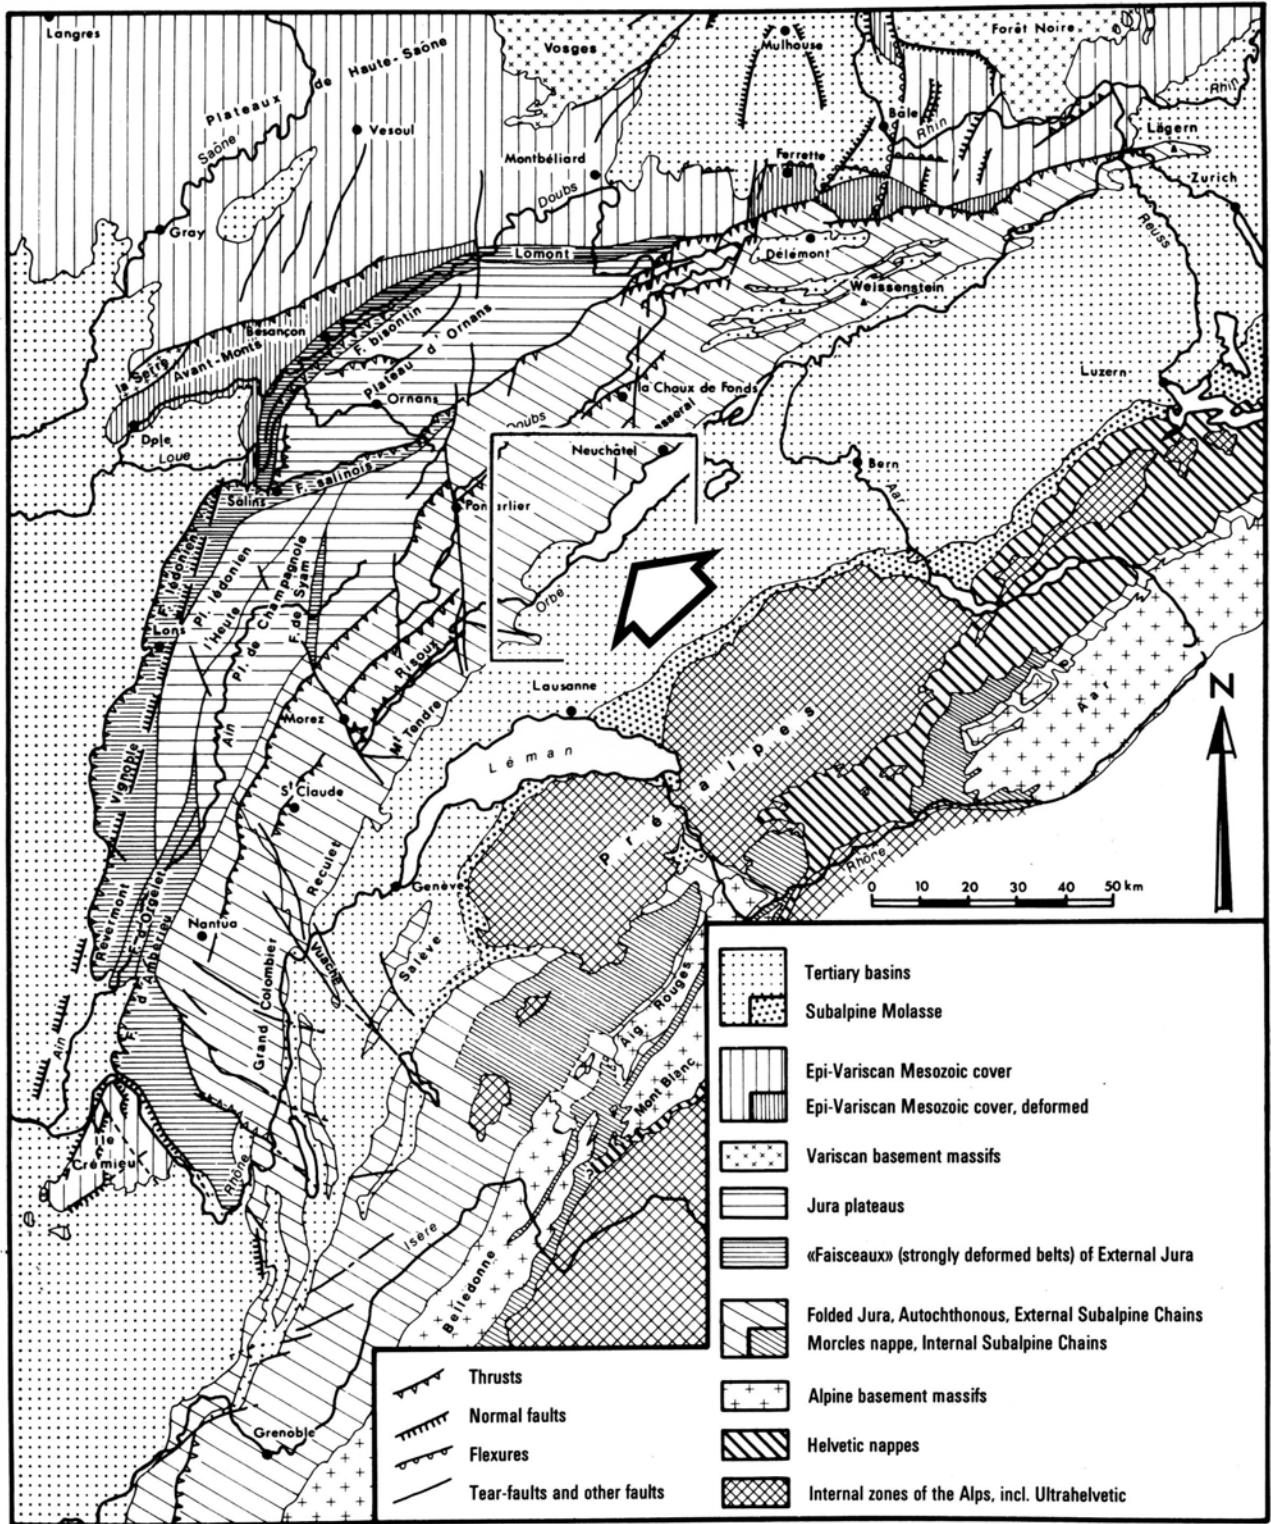 Langres
Plateaux de Haute-Saône
Saône
Vesoul
Vosges
Mulhouse
Forêt Noire
Rhin
Bâle
Rhin
Lägern
Montbéliard
Ferrette
Zurich
Doubs
Gray
Reuss
Lomont
Délémont
Weissenstein
Besançon
F. bisontin
la Serre
Avant-Monts
Plateau d'Ornans
Ornans
Luzern
la Chaux de Fonds
Doubs
Dole
Loue
Neuchâtel
Bern
Aar
F. salinois
Salins
Pontarlier
F. lédonien
Pl. lédonien
l'Heute
Pl. de Champagnole
F. de Syam
Orbe
Lons
Risoux
Lausanne
N
Aar
Morez
Mt Tendre
Ain
Léman
Vignoble
St Claude
Préalpes
Reculet
Rhône
Genève
0 10 20 30 40 50 km
Revermont
F. d'Orgelet
Nantua
F. d'Ambérieu
Vuache
Salève
Grand Colombier
Aig. Rouges
Ain
Mont Blanc
Ile Crémieu
Rhône
Isère
Belledonne
Grenoble
Tertiary basins
Subalpine Molasse
Epi-Variscan Mesozoic cover
Epi-Variscan Mesozoic cover, deformed
Variscan basement massifs
Jura plateaus
«Faisceaux» (strongly deformed belts) of External Jura
Folded Jura, Autochthonous, External Subalpine Chains
Morcles nappe, Internal Subalpine Chains
Alpine basement massifs
Helvetic nappes
Internal zones of the Alps, incl. Ultrahelvetic
Thrusts
Normal faults
Flexures
Tear-faults and other faults